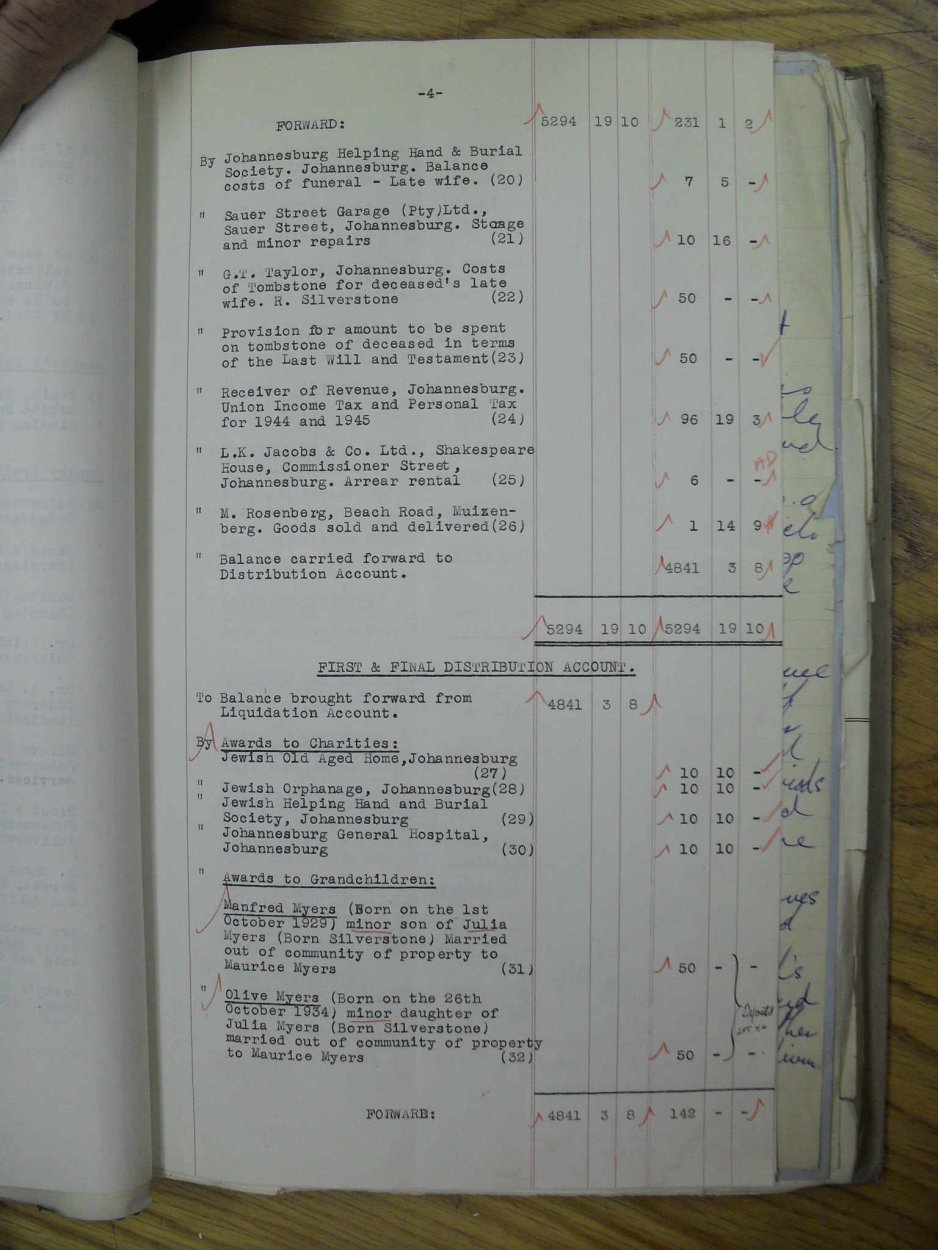 -4-
FORWARD: 5294 19 10 231 1 2
By Johannesburg Helping Hand & Burial
Society. Johannesburg. Balance
costs of funeral - Late wife. (20) 7 5 -
" Sauer Street Garage (Pty)Ltd.,
Sauer Street, Johannesburg. Stoage
and minor repairs (21) 10 16 -
" G.T. Taylor, Johannesburg. Costs
of Tombstone for deceased's late
wife. R. Silverstone (22) 50 - -
" Provision for amount to be spent
on tombstone of deceased in terms
of the Last Will and Testament(23) 50 - -
" Receiver of Revenue, Johannesburg.
Union Income Tax and Personal Tax
for 1944 and 1945 (24) 96 19 3
" L.K. Jacobs & Co. Ltd., Shakespeare
House, Commissioner Street,
AD
Johannesburg. Arrear rental (25) 6 - -
" M. Rosenberg, Beach Road, Muizen-
berg. Goods sold and delivered(26) 1 14 9
" Balance carried forward to
Distribution Account. 4841 3 8
5294 19 10 5294 19 10
FIRST & FINAL DISTRIBUTION ACCOUNT.
To Balance brought forward from
Liquidation Account. 4841 3 8
By Awards to Charities:
Jewish Old Aged Home,Johannesburg
(27) 10 10 -
" Jewish Orphanage, Johannesburg(28) 10 10 -
" Jewish Helping Hand and Burial
Society, Johannesburg (29) 10 10 -
" Johannesburg General Hospital,
Johannesburg (30) 10 10 -
" Awards to Grandchildren:
Manfred Myers (Born on the 1st
October 1929) minor son of Julia
Myers (Born Silverstone) Married
out of community of property to
Maurice Myers (31) 50 - -
" Olive Myers (Born on the 26th
October 1934) minor daughter of
Julia Myers (Born Silverstone)
married out of community of property
to Maurice Myers (32) 50 - -
FORWARD: 4841 3 8 142 - -